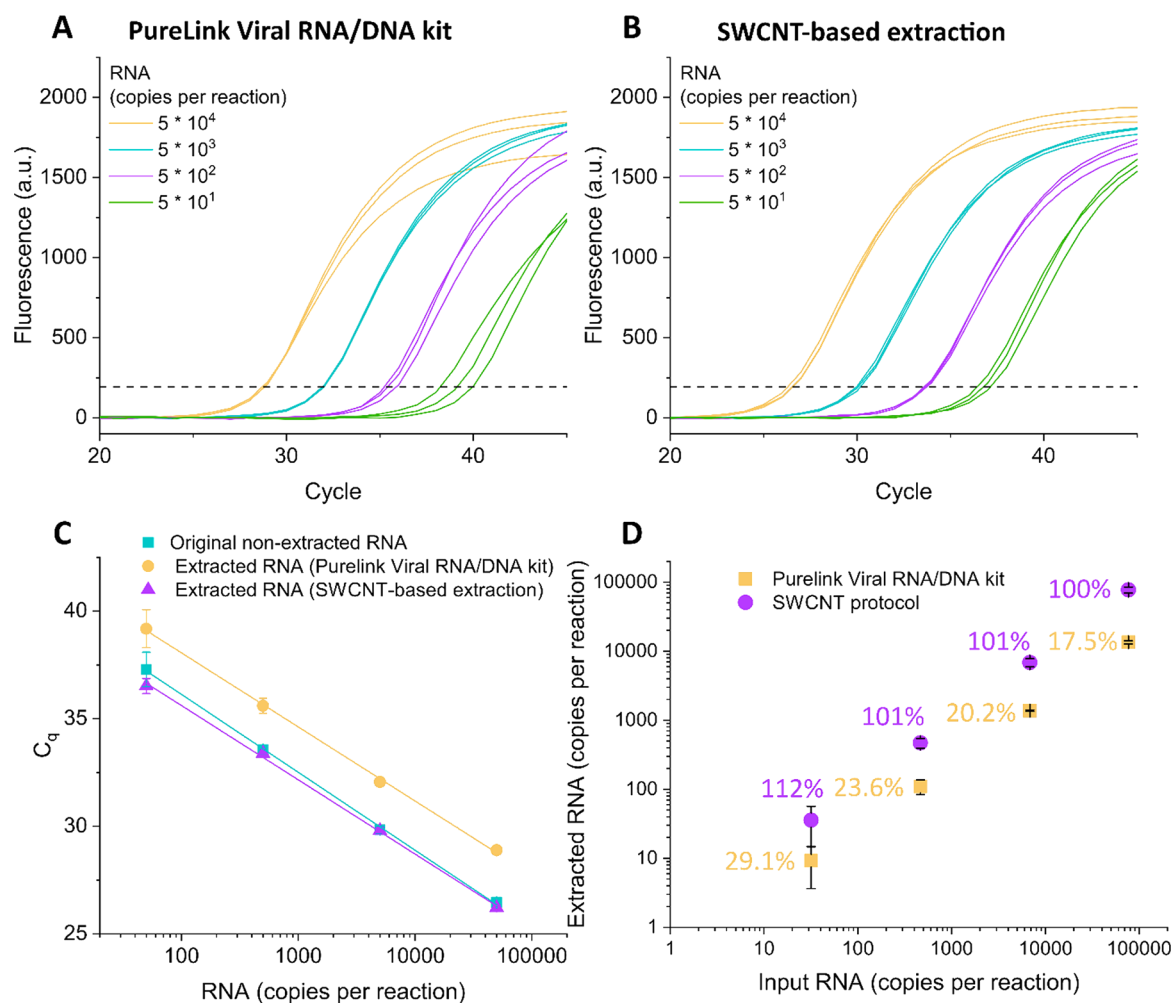 A PureLink Viral RNA/DNA kit
RNA
(copies per reaction)
5 * 10⁴
5 * 10³
5 * 10²
5 * 10¹
Fluorescence (a.u.)
2000
1500
1000
500
0
20 30 40
Cycle
B SWCNT-based extraction
RNA
(copies per reaction)
5 * 10⁴
5 * 10³
5 * 10²
5 * 10¹
Fluorescence (a.u.)
2000
1500
1000
500
0
20 30 40
Cycle
C
Original non-extracted RNA
Extracted RNA (Purelink Viral RNA/DNA kit)
Extracted RNA (SWCNT-based extraction)
Cq
40
35
30
25
100 1000 10000 100000
RNA (copies per reaction)
D
Purelink Viral RNA/DNA kit
SWCNT protocol
Extracted RNA (copies per reaction)
100000
10000
1000
100
10
1
100%
101%
17.5%
101%
20.2%
112%
23.6%
29.1%
1 10 100 1000 10000 100000
Input RNA (copies per reaction)